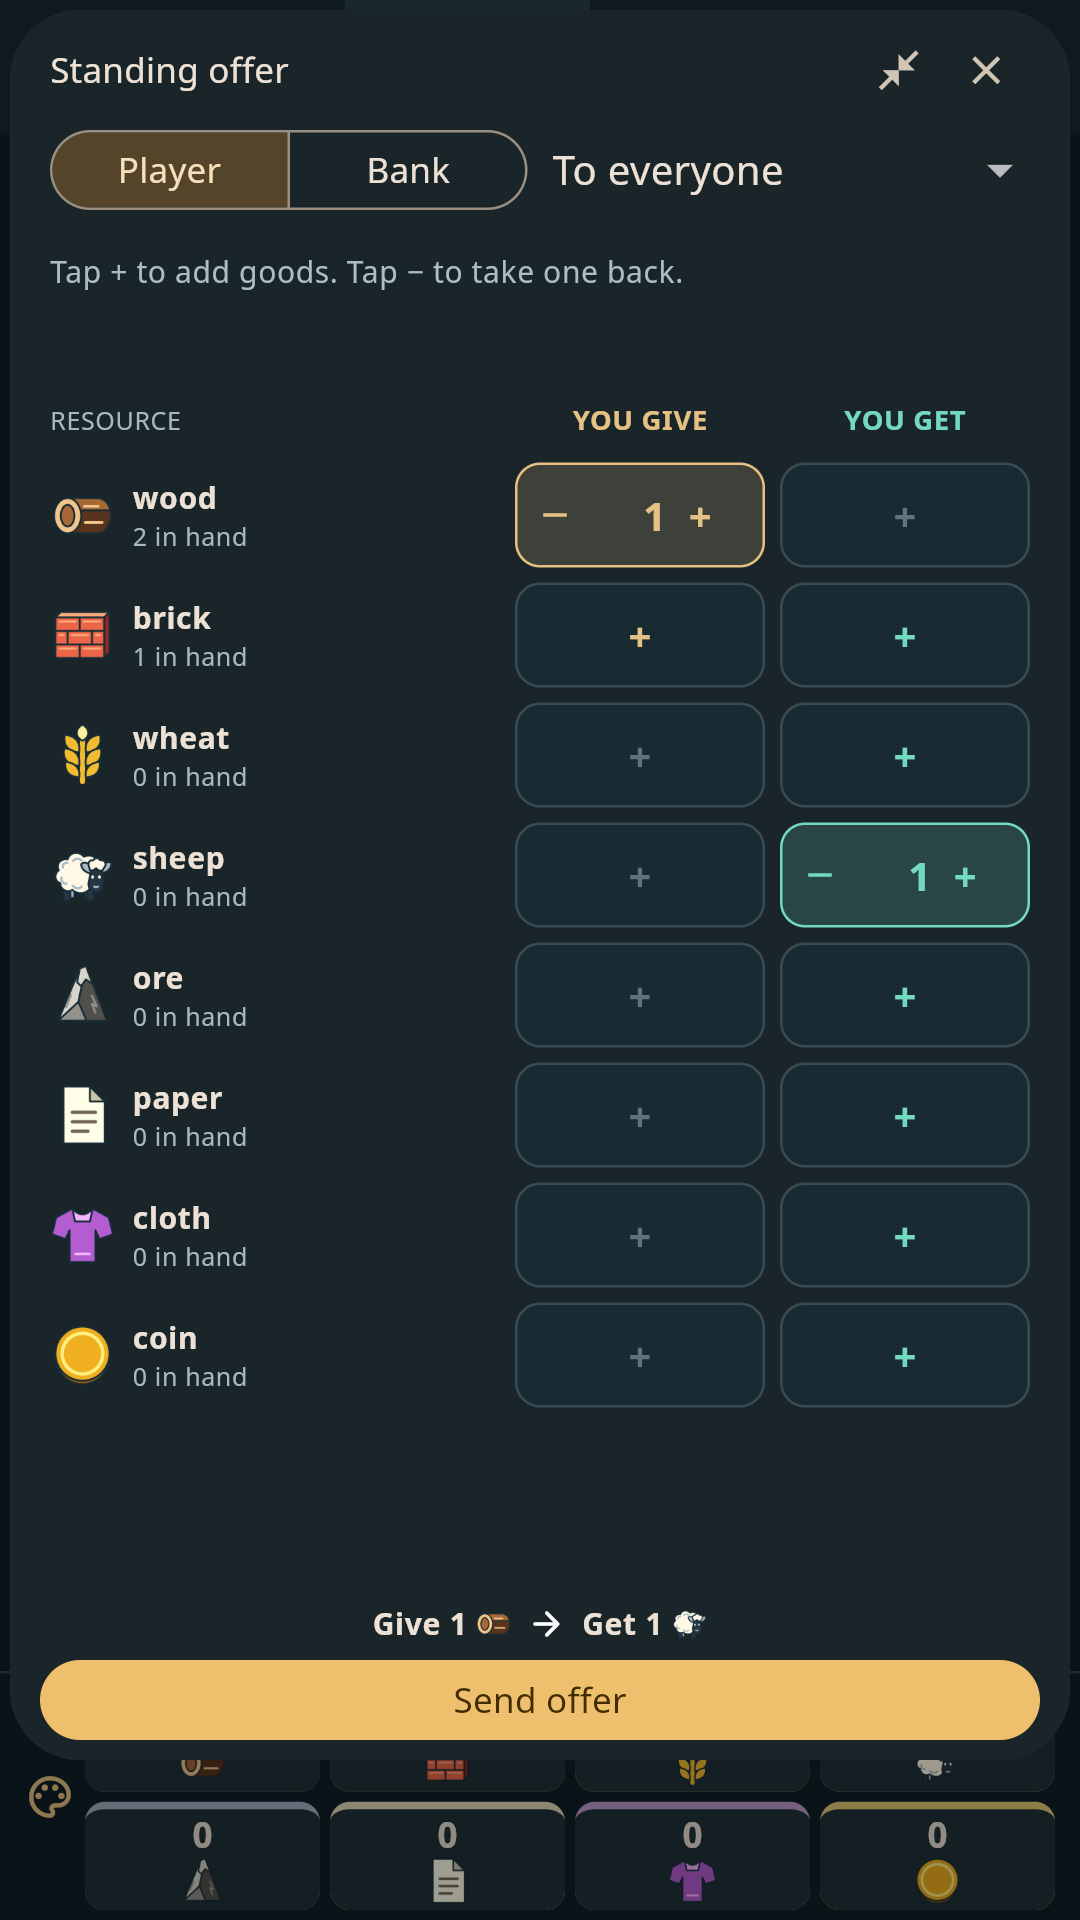 Standing offer
Player Bank To everyone
Tap + to add goods. Tap − to take one back.
RESOURCE YOU GIVE YOU GET
wood
2 in hand
− 1 + +
brick
1 in hand
+ +
wheat
0 in hand
+ +
sheep
0 in hand
+ − 1 +
ore
0 in hand
+ +
paper
0 in hand
+ +
cloth
0 in hand
+ +
coin
0 in hand
+ +
Give 1 → Get 1
Send offer
0 0 0 0